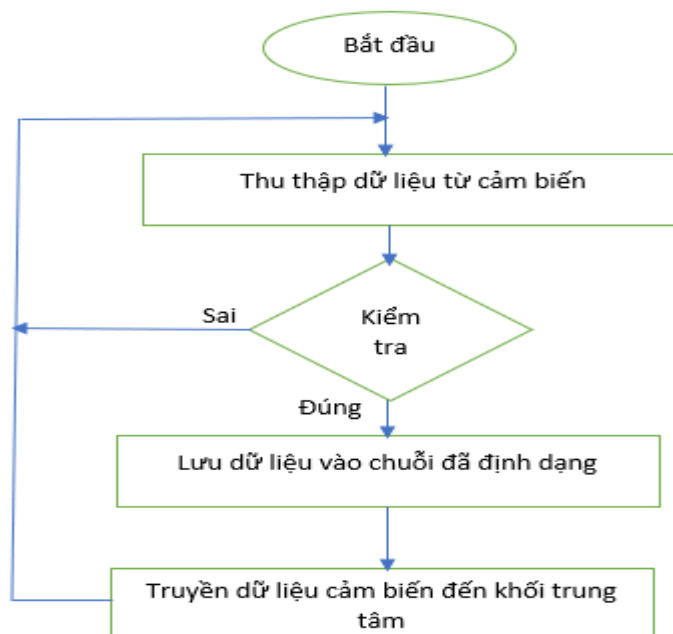 Bắt đầu
Thu thập dữ liệu từ cảm biến
Sai
Kiểm
tra
Đúng
Lưu dữ liệu vào chuỗi đã định dạng
Truyền dữ liệu cảm biến đến khối trung
tâm